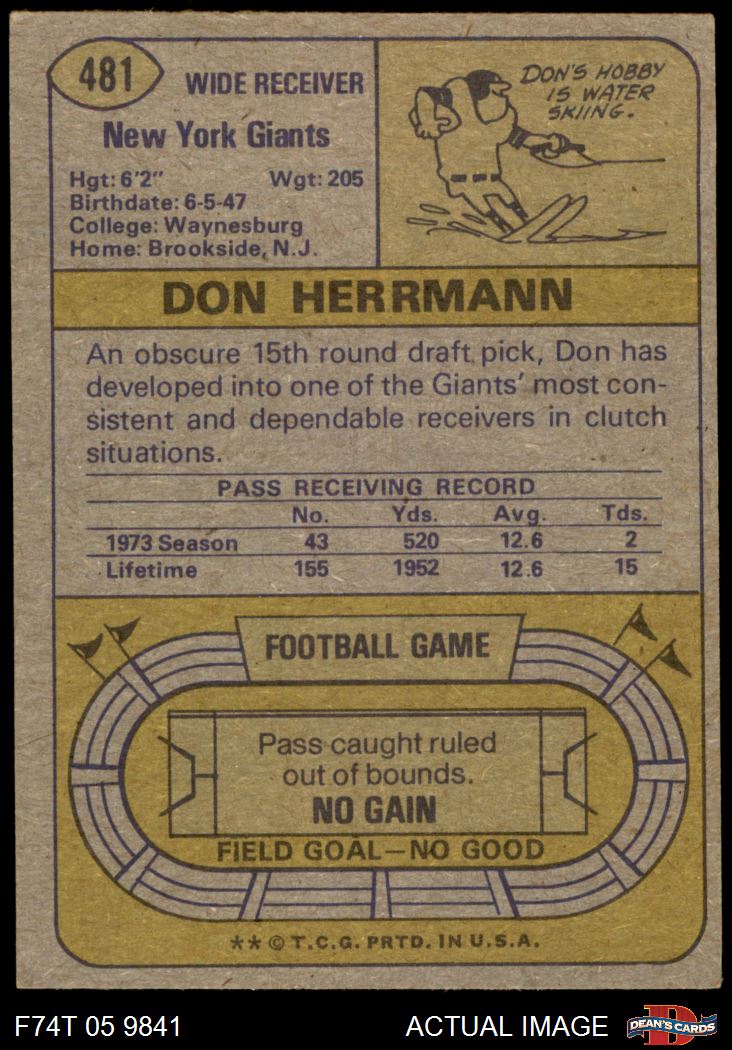 481
WIDE RECEIVER
New York Giants
Hgt: 6'2" Wgt: 205
Birthdate: 6-5-47
College: Waynesburg
Home: Brookside, N.J.
DON'S HOBBY
IS WATER
SKIING.
DON HERRMANN
An obscure 15th round draft pick, Don has
developed into one of the Giants' most con-
sistent and dependable receivers in clutch
situations.
PASS RECEIVING RECORD
No. Yds. Avg. Tds.
1973 Season 43 520 12.6 2
Lifetime 155 1952 12.6 15
FOOTBALL GAME
Pass caught ruled
out of bounds.
NO GAIN
FIELD GOAL—NO GOOD
** © T.C.G. PRTD. IN U.S.A.
F74T 05 9841 ACTUAL IMAGE
DEAN'S CARDS